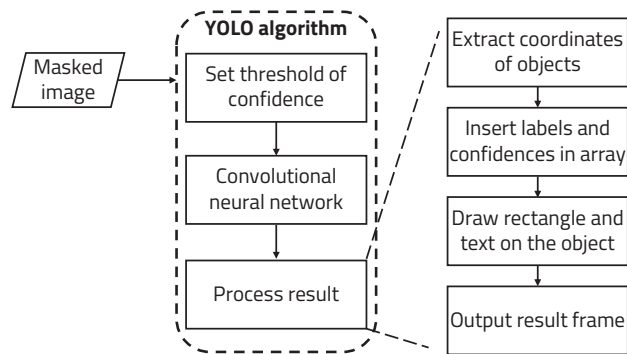 YOLO algorithm
Masked
image
Set threshold of
confidence
Convolutional
neural network
Process result
Extract coordinates
of objects
Insert labels and
confidences in array
Draw rectangle and
text on the object
Output result frame